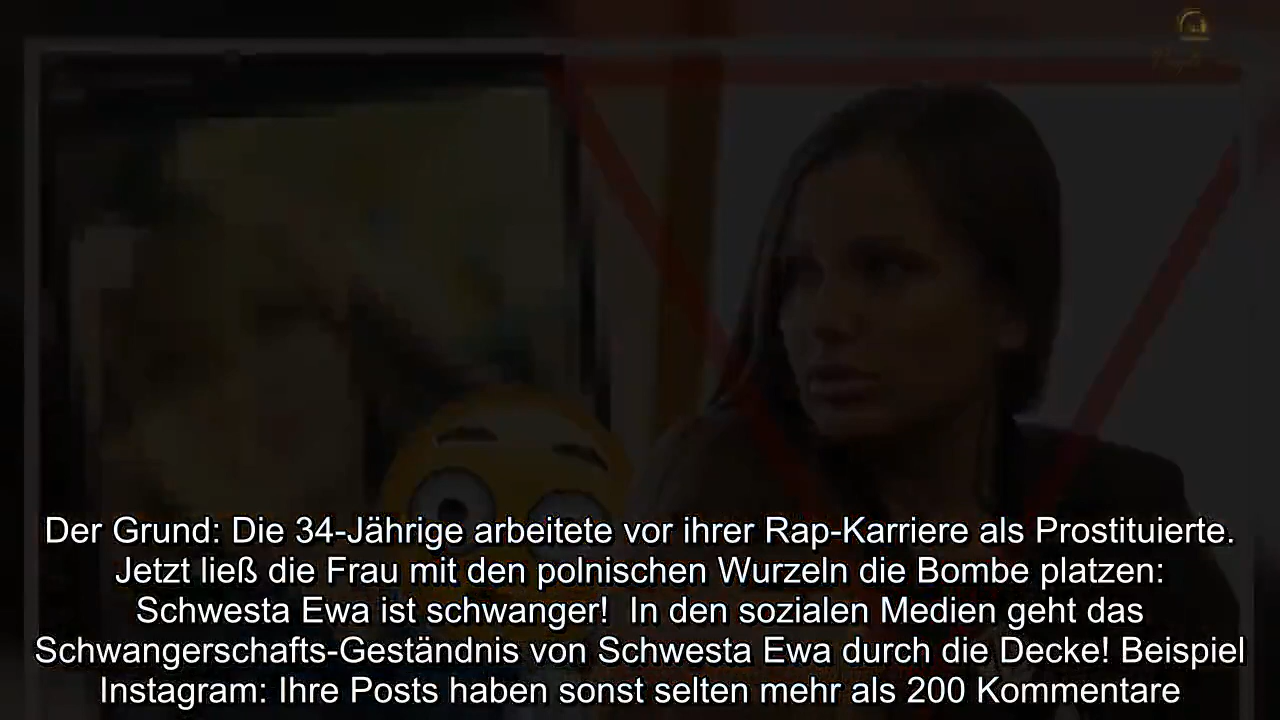 Der Grund: Die 34-Jährige arbeitete vor ihrer Rap-Karriere als Prostituierte.
Jetzt ließ die Frau mit den polnischen Wurzeln die Bombe platzen:
Schwesta Ewa ist schwanger!  In den sozialen Medien geht das
Schwangerschafts-Geständnis von Schwesta Ewa durch die Decke! Beispiel
Instagram: Ihre Posts haben sonst selten mehr als 200 Kommentare